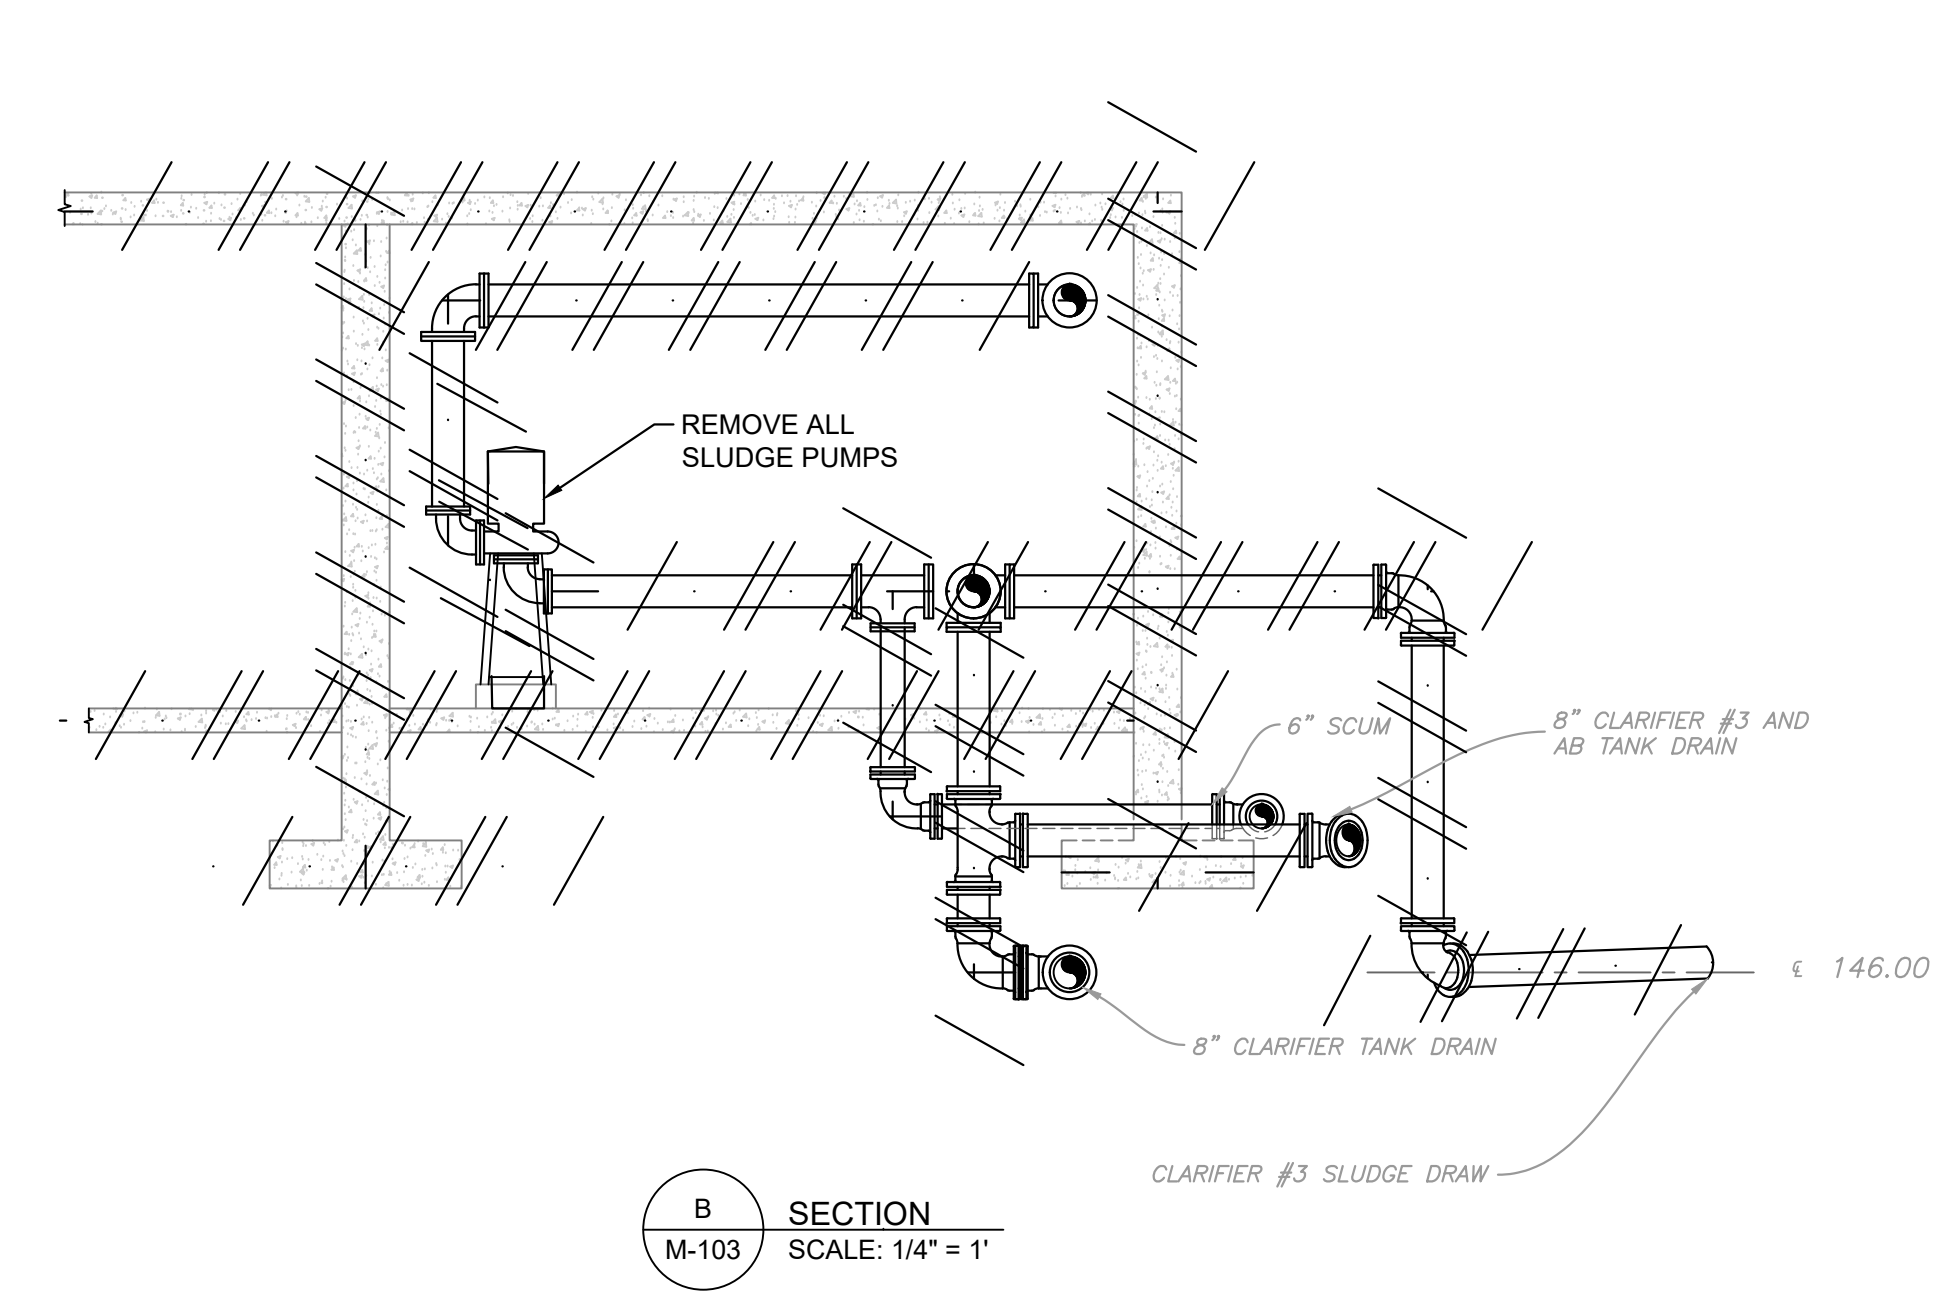 REMOVE ALL
SLUDGE PUMPS
6” SCUM
8” CLARIFIER #3 AND
AB TANK DRAIN
℄ 146.00
8” CLARIFIER TANK DRAIN
CLARIFIER #3 SLUDGE DRAW
B
M-103
SECTION
SCALE: 1/4" = 1'